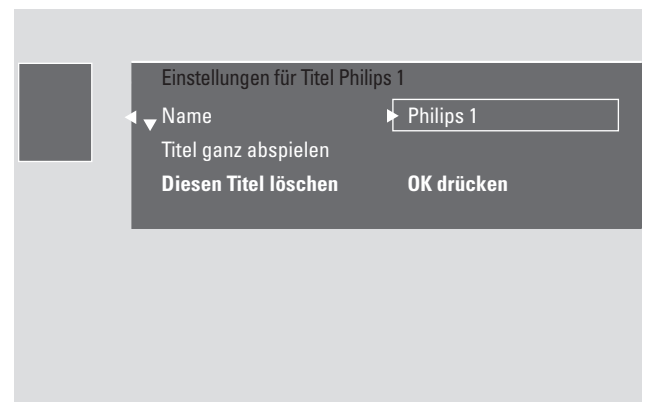 Einstellungen für Titel Philips 1
Name Philips 1
Titel ganz abspielen
Diesen Titel löschen OK drücken